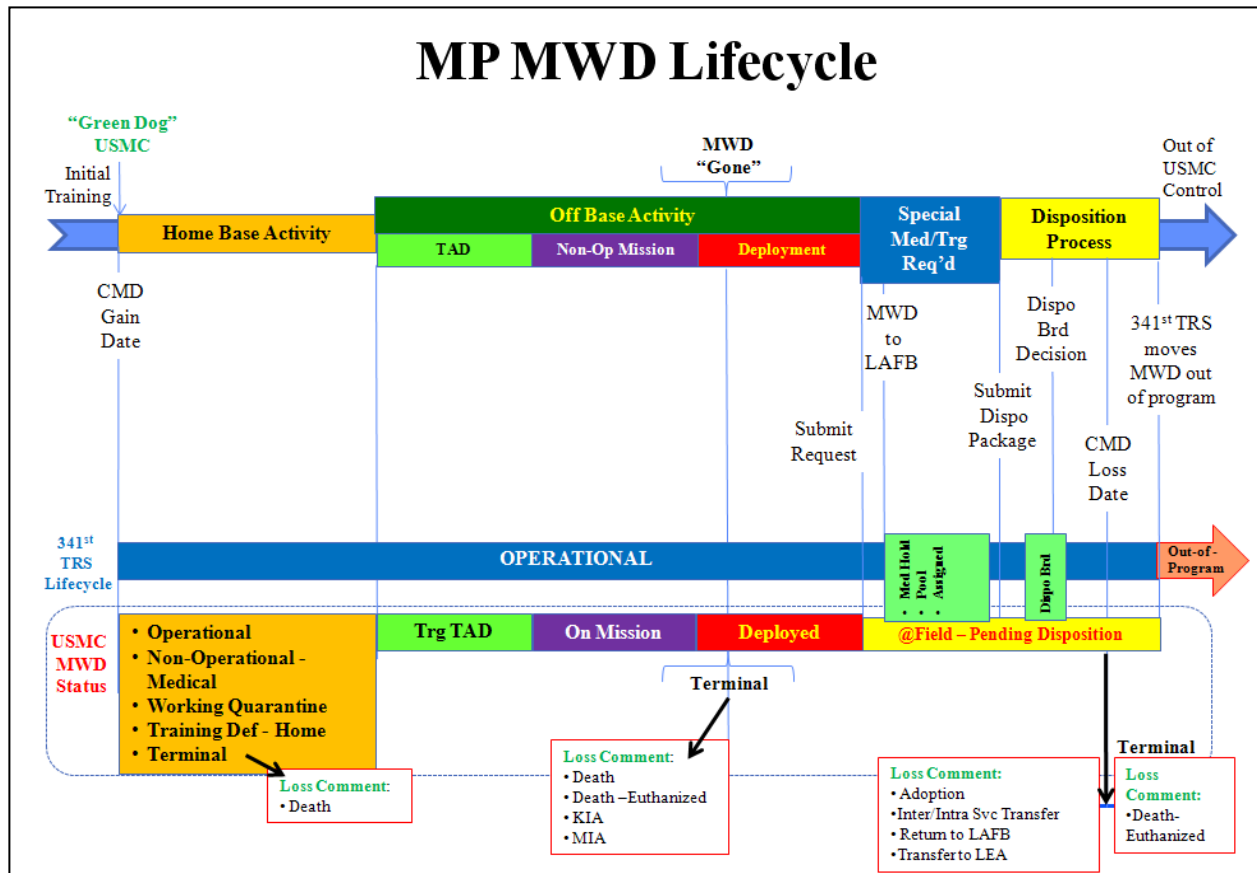 MP MWD Lifecycle
“Green Dog”
USMC
Initial
Training
MWD
“Gone”
Out of
USMC
Control
Home Base Activity
Off Base Activity
TAD
Non-Op Mission
Deployment
Special
Med/Trg
Req’d
Disposition
Process
CMD
Gain
Date
MWD
to
LAFB
Dispo
Brd
Decision
341st TRS
moves
MWD out
of program
Submit
Request
Submit
Dispo
Package
CMD
Loss
Date
341st
TRS
Lifecycle
OPERATIONAL
• Med Hold
• Pool
• Assigned
Dispo Brd
Out-of-
Program
USMC
MWD
Status
• Operational
• Non-Operational -
Medical
• Working Quarantine
• Training Def - Home
• Terminal
Trg TAD
On Mission
Deployed
@Field – Pending Disposition
Terminal
Loss Comment:
• Death
Loss Comment:
• Death
• Death –Euthanized
• KIA
• MIA
Loss Comment:
• Adoption
• Inter/Intra Svc Transfer
• Return to LAFB
• Transfer to LEA
Terminal
Loss
Comment:
• Death-
Euthanized